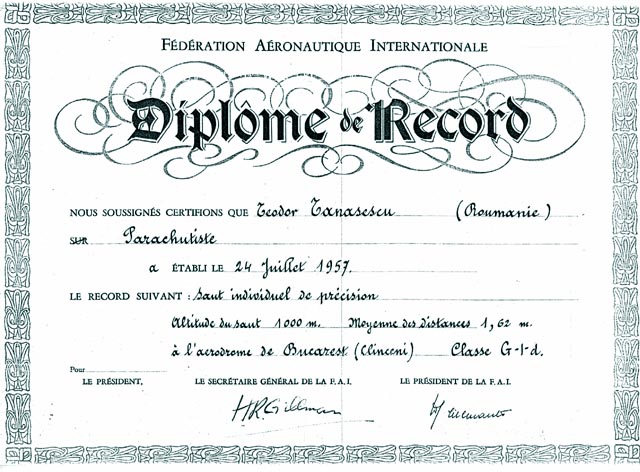 FÉDÉRATION AÉRONAUTIQUE INTERNATIONALE
Diplôme de Record
NOUS SOUSSIGNÉS CERTIFIONS QUE Teodor Tanasescu (Roumanie)
SUR Parachutiste
a ÉTABLI LE 24 Juillet 1957.
LE RECORD SUIVANT : Saut individuel de précision
Altitude du saut 1000 m. Moyenne des distances 1,62 m.
à l'aerodrome de Bucarest (Clinceni) Classe G-1-d.
Pour
LE PRÉSIDENT, LE SECRÉTAIRE GÉNÉRAL DE LA F.A.I. LE PRÉSIDENT DE LA F.A.I.
H.R. Gillman